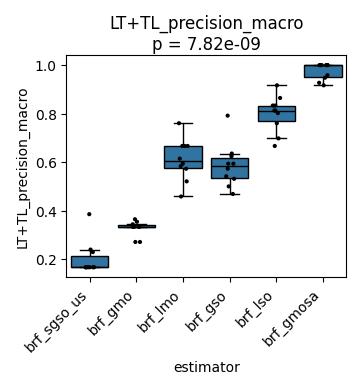 LT+TL_precision_macro
p = 7.82e-09
LT+TL_precision_macro
1.0
0.8
0.6
0.4
0.2
brf_sgso_us
brf_gmo
brf_lmo
brf_gso
brf_lso
brf_gmosa
estimator